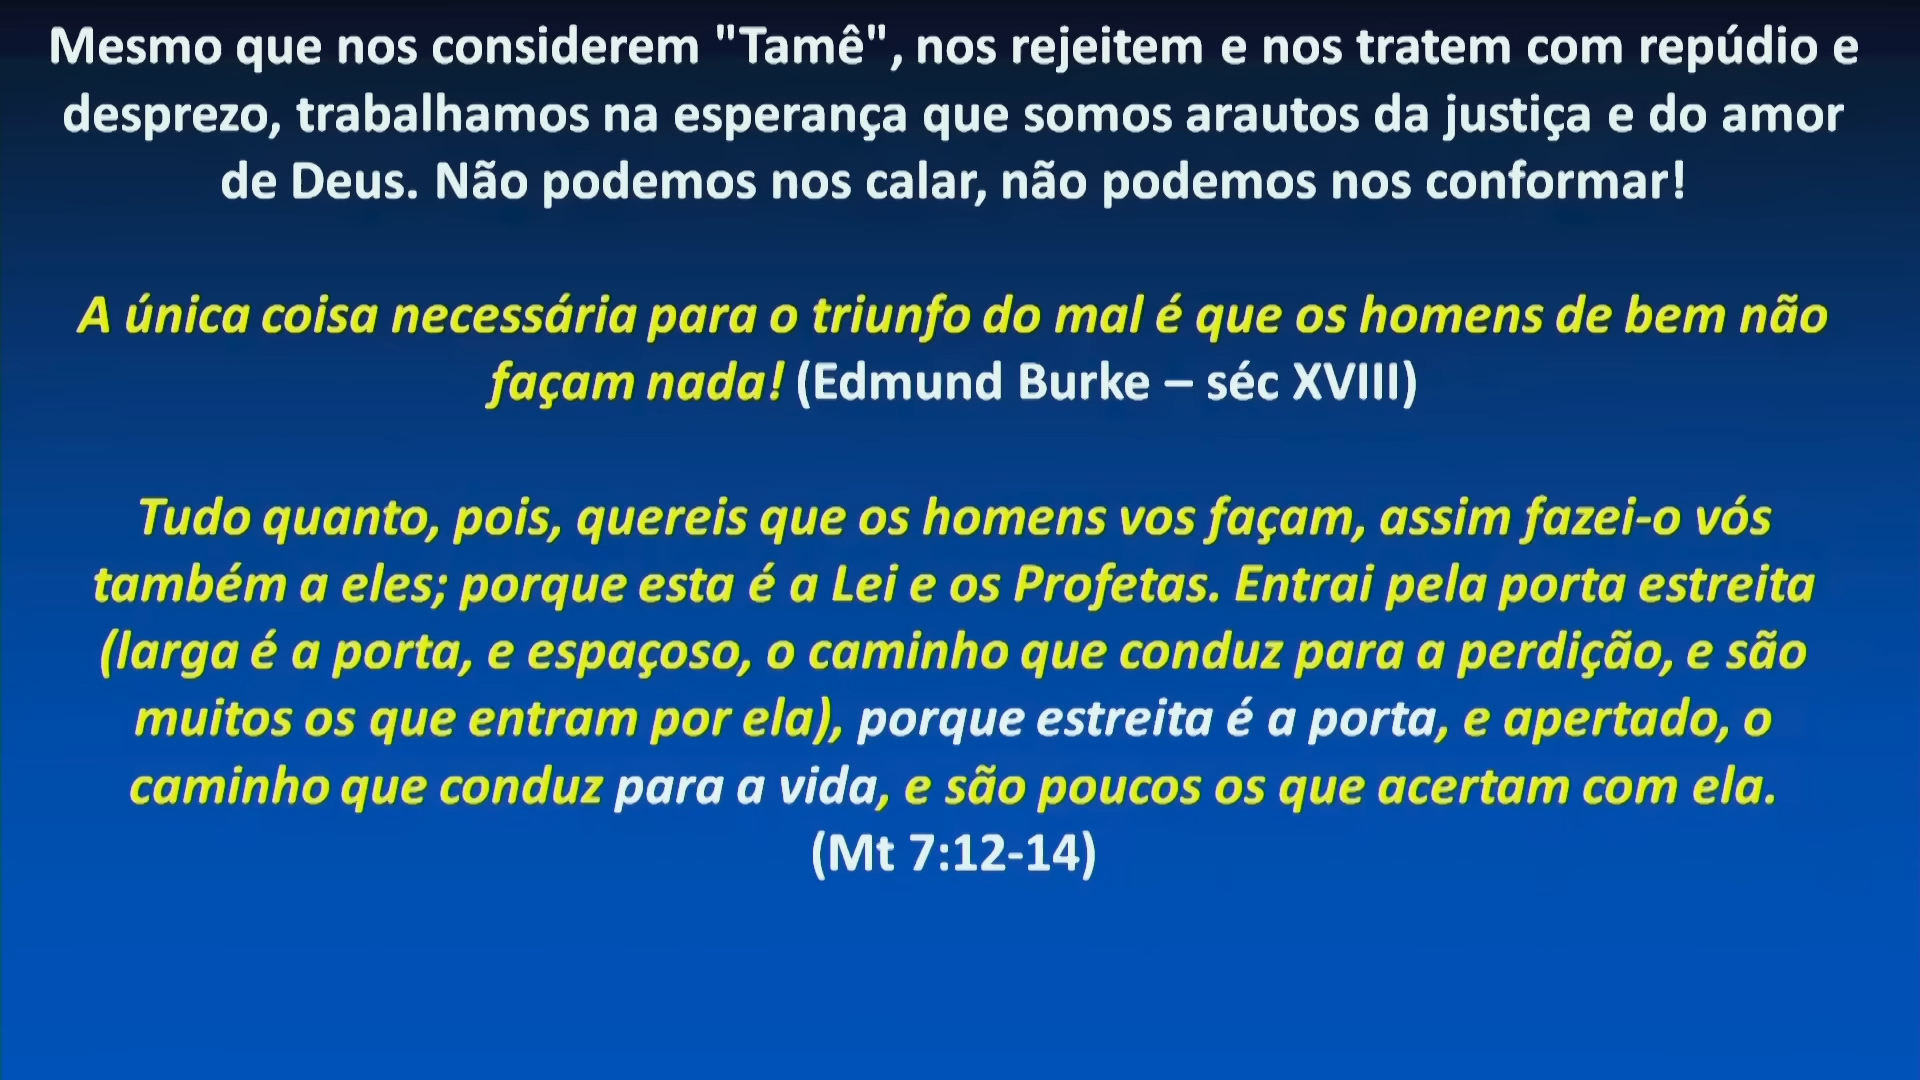 Mesmo que nos considerem "Tamê", nos rejeitem e nos tratem com repúdio e
desprezo, trabalhamos na esperança que somos arautos da justiça e do amor
de Deus. Não podemos nos calar, não podemos nos conformar!
A única coisa necessária para o triunfo do mal é que os homens de bem não
façam nada! (Edmund Burke – séc XVIII)
Tudo quanto, pois, quereis que os homens vos façam, assim fazei-o vós
também a eles; porque esta é a Lei e os Profetas. Entrai pela porta estreita
(larga é a porta, e espaçoso, o caminho que conduz para a perdição, e são
muitos os que entram por ela), porque estreita é a porta, e apertado, o
caminho que conduz para a vida, e são poucos os que acertam com ela.
(Mt 7:12-14)